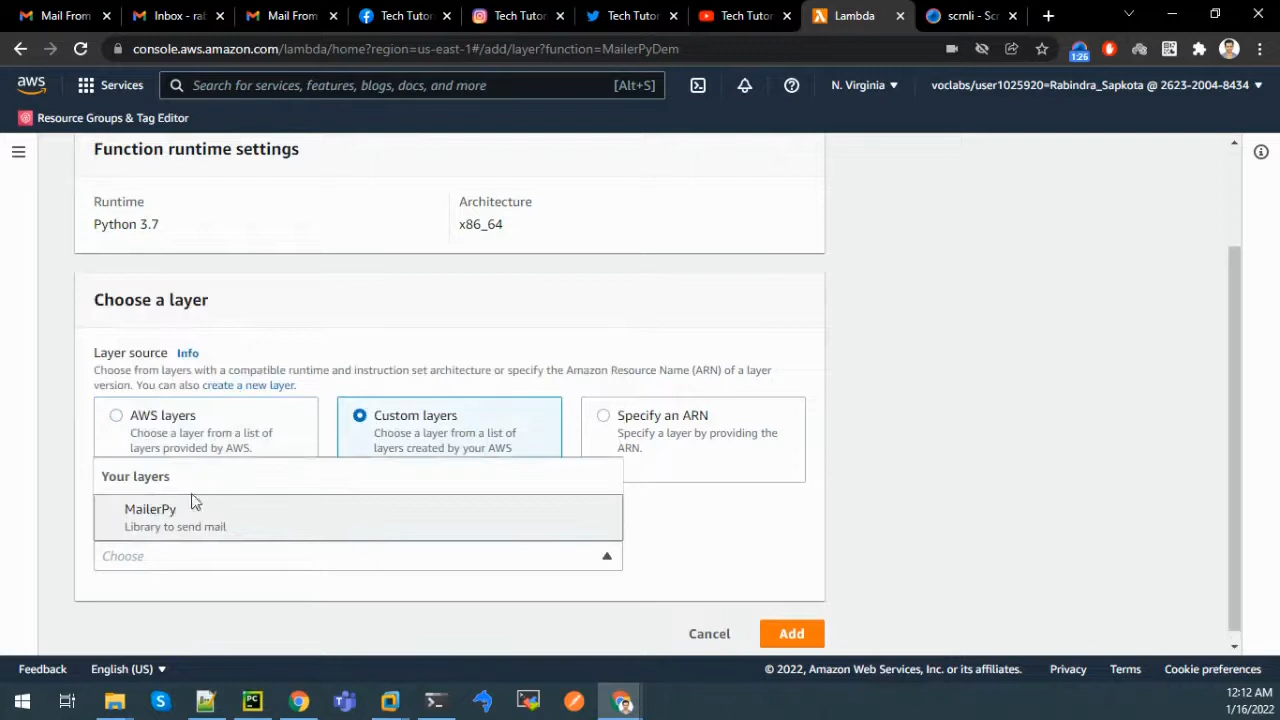 Mail From
Inbox - rab
Mail From
Tech Tutor
Tech Tutor
Tech Tutor
Tech Tutor
Lambda
scrnli - Scr
console.aws.amazon.com/lambda/home?region=us-east-1#/add/layer?function=MailerPyDem
1:26
aws
Services
Search for services, features, blogs, docs, and more
[Alt+S]
N. Virginia
voclabs/user1025920=Rabindra_Sapkota @ 2623-2004-8434
Resource Groups & Tag Editor
Function runtime settings
Runtime
Architecture
Python 3.7
x86_64
Choose a layer
Layer source Info
Choose from layers with a compatible runtime and instruction set architecture or specify the Amazon Resource Name (ARN) of a layer
version. You can also create a new layer.
AWS layers
Choose a layer from a list of
layers provided by AWS.
Custom layers
Choose a layer from a list of
layers created by your AWS
Specify an ARN
Specify a layer by providing the
ARN.
Your layers
MailerPy
Library to send mail
Choose
Cancel
Add
Feedback
English (US)
© 2022, Amazon Web Services, Inc. or its affiliates.
Privacy
Terms
Cookie preferences
12:12 AM
1/16/2022